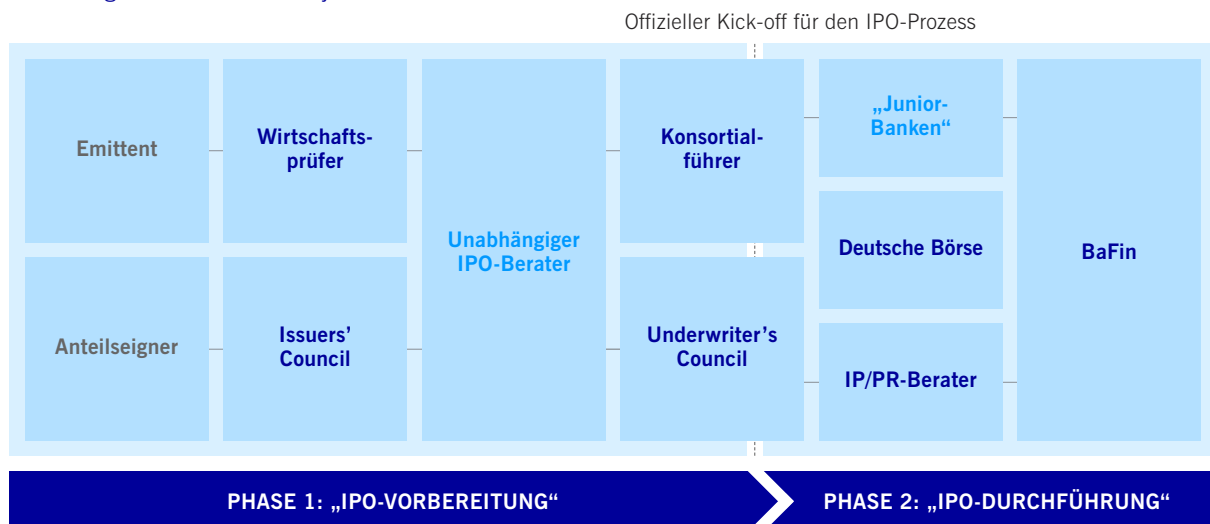 Offizieller Kick-off für den IPO-Prozess
Emittent
Wirtschafts-
prüfer
Unabhängiger
IPO-Berater
Konsortial-
führer
„Junior-
Banken“
Deutsche Börse
BaFin
Anteilseigner
Issuers’
Council
Underwriter’s
Council
IP/PR-Berater
PHASE 1: „IPO-VORBEREITUNG“
PHASE 2: „IPO-DURCHFÜHRUNG“